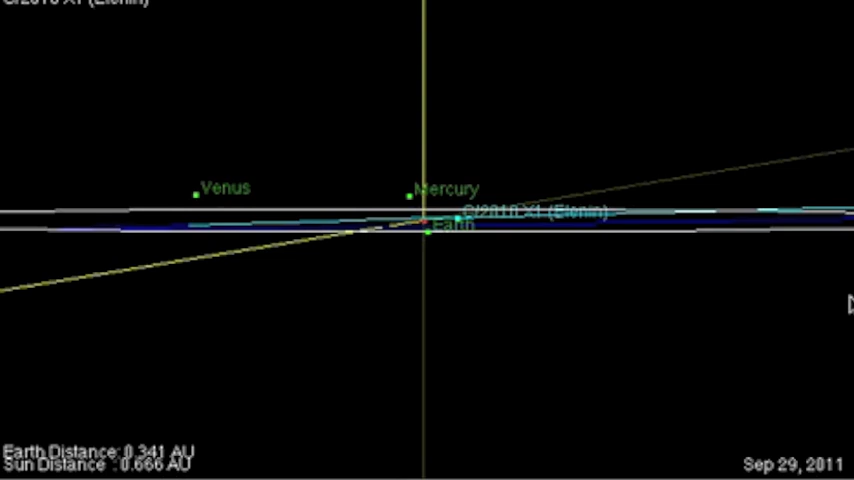 C/2010 X1 (Elenin)
Venus
Mercury
C/2010 X1 (Elenin)
Earth
Earth Distance: 0.341 AU
Sun Distance : 0.666 AU
Sep 29, 2011